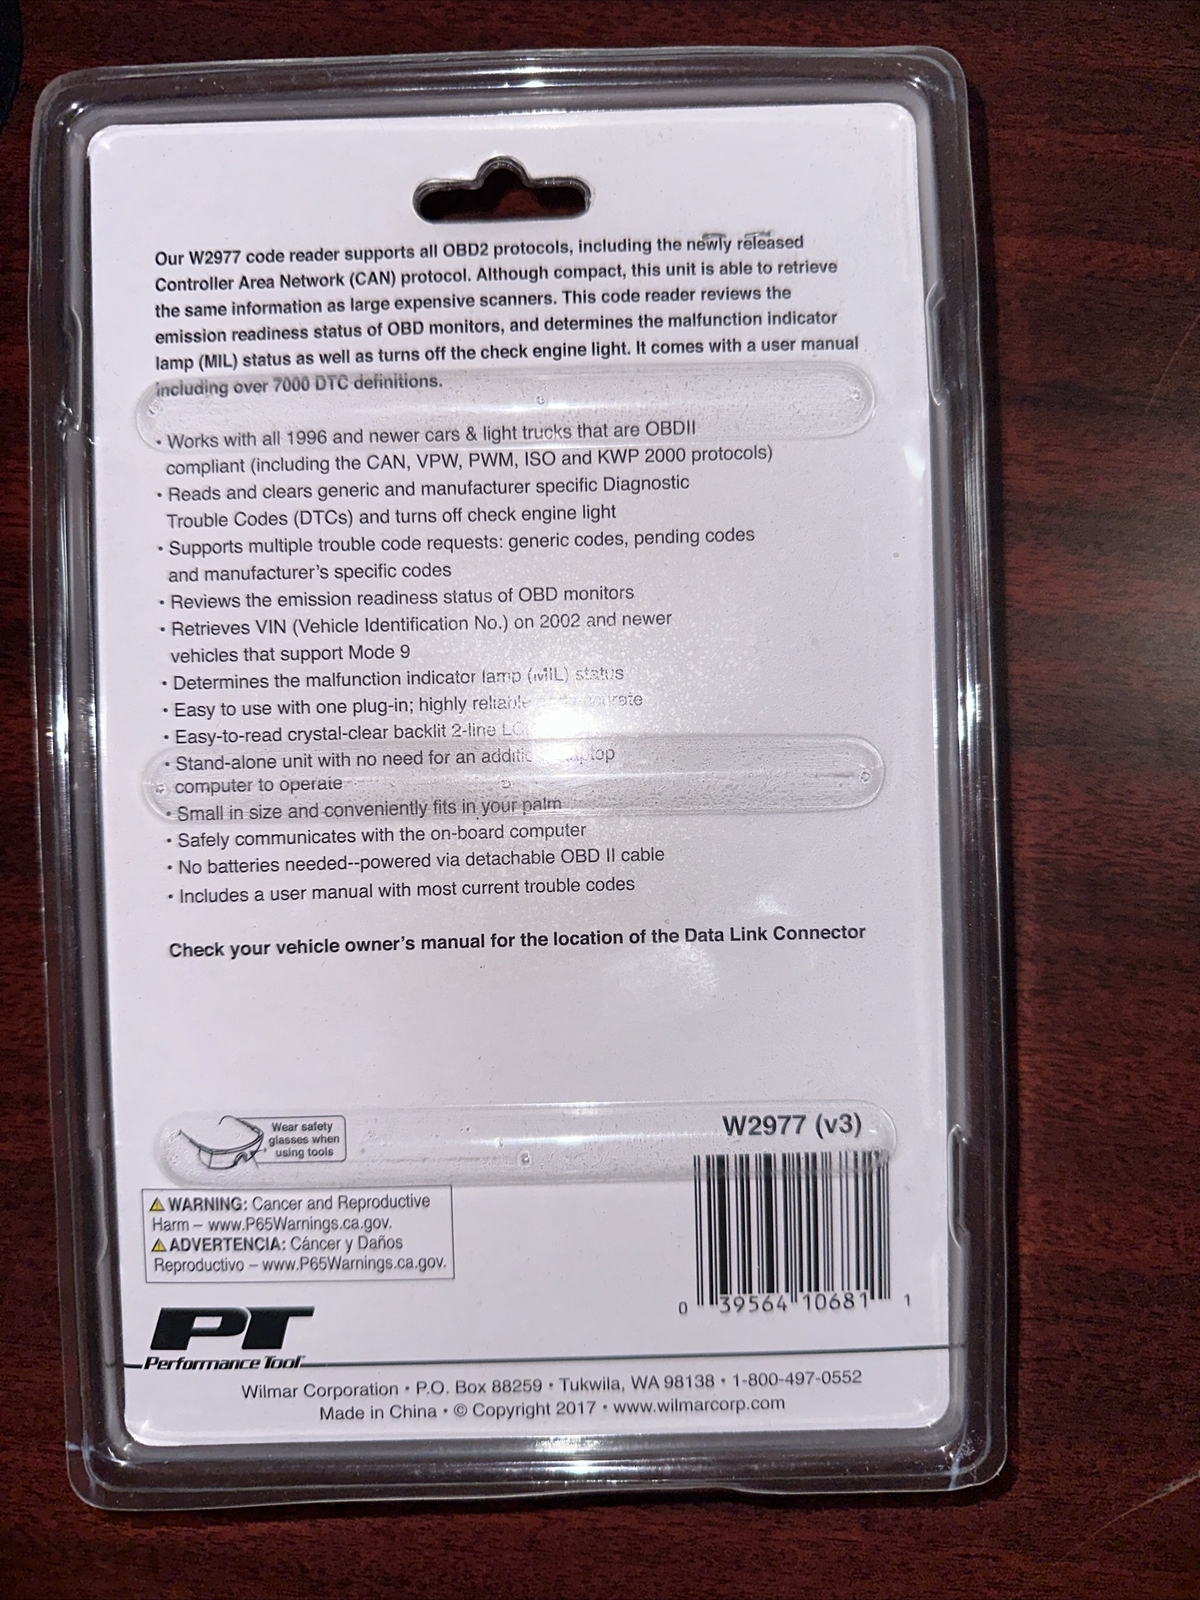 Our W2977 code reader supports all OBD2 protocols, including the newly released
Controller Area Network (CAN) protocol. Although compact, this unit is able to retrieve
the same information as large expensive scanners. This code reader reviews the
emission readiness status of OBD monitors, and determines the malfunction indicator
lamp (MIL) status as well as turns off the check engine light. It comes with a user manual
including over 7000 DTC definitions.
• Works with all 1996 and newer cars & light trucks that are OBDII
compliant (including the CAN, VPW, PWM, ISO and KWP 2000 protocols)
• Reads and clears generic and manufacturer specific Diagnostic
Trouble Codes (DTCs) and turns off check engine light
• Supports multiple trouble code requests: generic codes, pending codes
and manufacturer's specific codes
• Reviews the emission readiness status of OBD monitors
• Retrieves VIN (Vehicle Identification No.) on 2002 and newer
vehicles that support Mode 9
• Determines the malfunction indicator lamp (MIL) status
• Easy to use with one plug-in; highly reliable
• Easy-to-read crystal-clear backlit 2-line
• Stand-alone unit with no need for an
computer to operate
• Small in size and conveniently fits in your palm
• Safely communicates with the on-board computer
• No batteries needed--powered via detachable OBD II cable
• Includes a user manual with most current trouble codes
Check your vehicle owner's manual for the location of the Data Link Connector
Wear safety
glasses when
using tools
W2977 (v3)
WARNING: Cancer and Reproductive
Harm – www.P65Warnings.ca.gov.
ADVERTENCIA: Cáncer y Daños
Reproductivo – www.P65Warnings.ca.gov.
0 39564 10681 1
PT
Performance Tool
Wilmar Corporation • P.O. Box 88259 • Tukwila, WA 98138 • 1-800-497-0552
Made in China • © Copyright 2017 • www.wilmarcorp.com